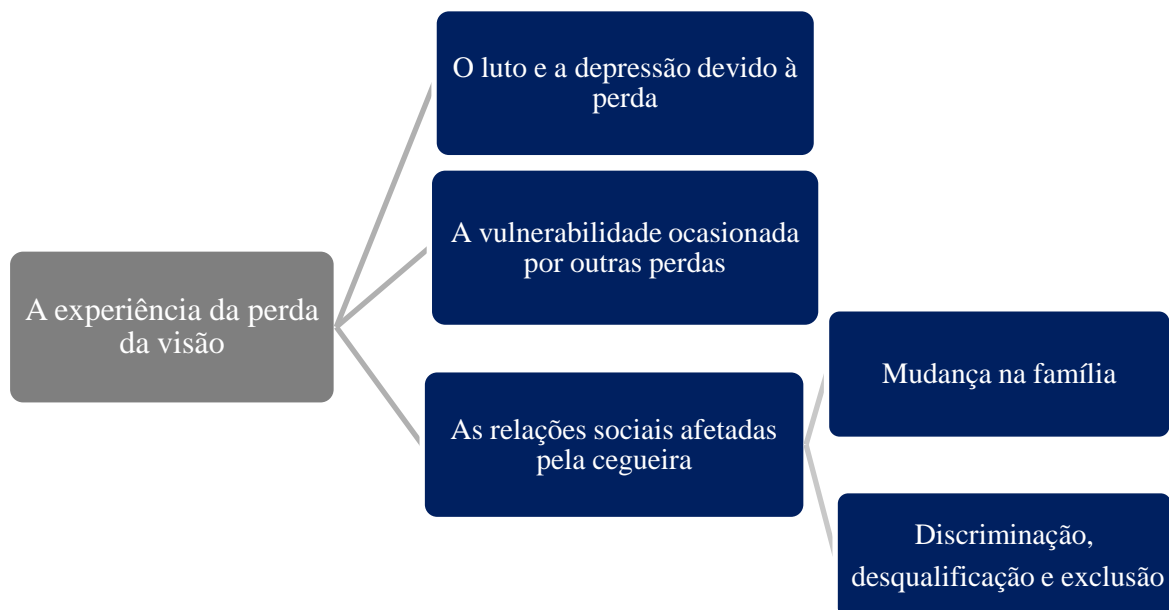 O luto e a depressão devido à
perda
A vulnerabilidade ocasionada
por outras perdas
A experiência da perda
da visão
As relações sociais afetadas
pela cegueira
Mudança na família
Discriminação,
desqualificação e exclusão